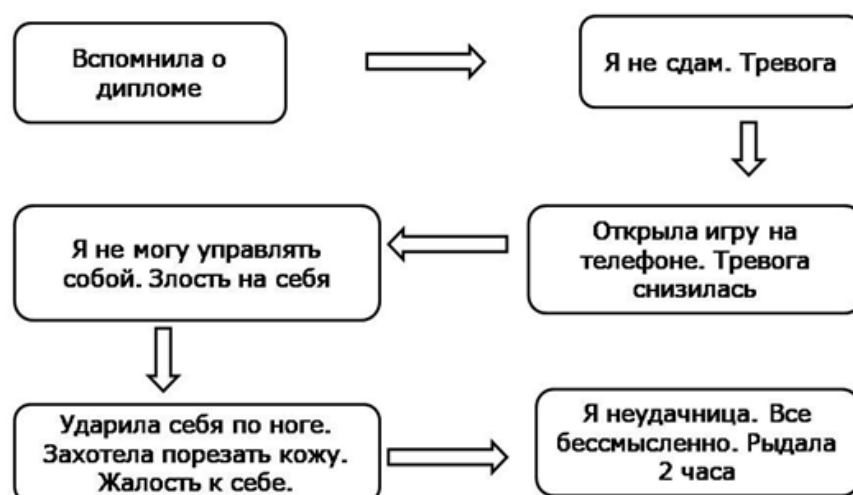 Вспомнила о
дипломе
Я не сдам. Тревога
Открыла игру на
телефоне. Тревога
снизилась
Я не могу управлять
собой. Злость на себя
Ударила себя по ноге.
Захотела порезать кожу.
Жалость к себе.
Я неудачница. Все
бессмысленно. Рыдала
2 часа